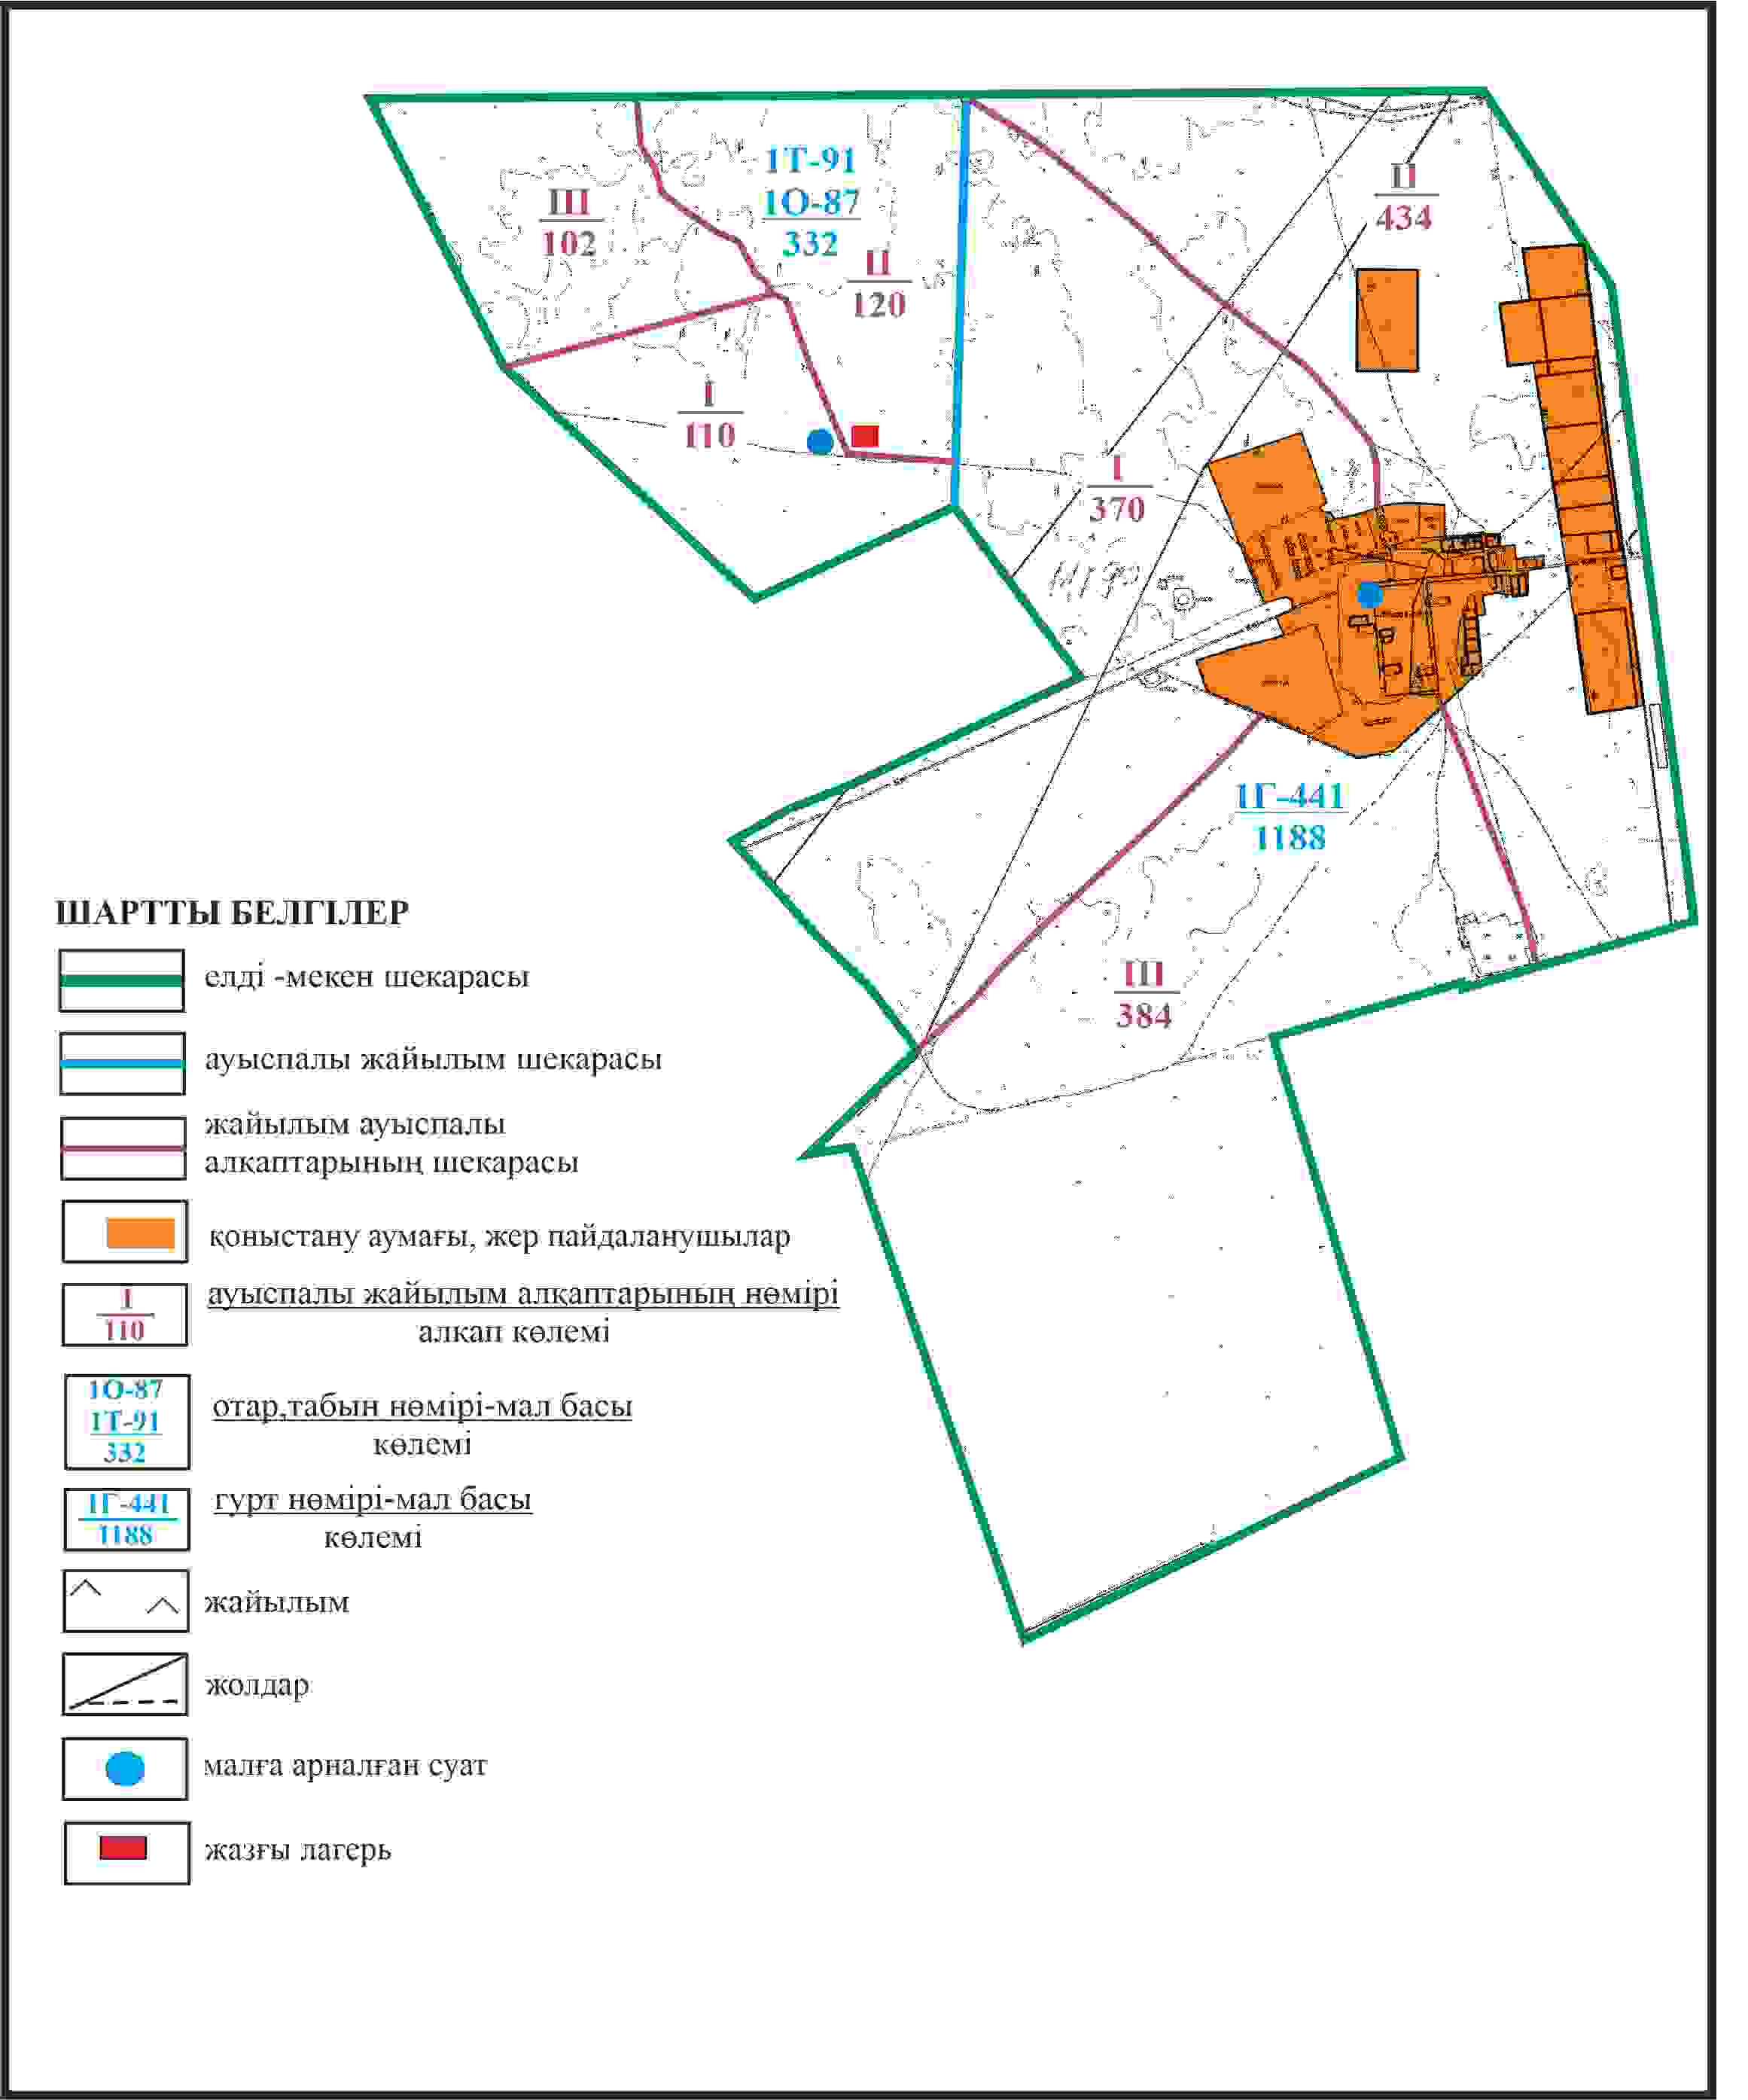 1Т-91
1О-87
332
III
102
II
120
I
110
II
434
I
370
1Г-441
1188
III
384
ШАРТТЫ БЕЛГІЛЕР
елді -мекен шекарасы
ауыспалы жайылым шекарасы
жайылым ауыспалы
алқаптарының шекарасы
қоныстану аумағы, жер пайдаланушылар
I
110
ауыспалы жайылым алқаптарының нөмірі
алкап көлемі
1О-87
1Т-91
332
отар,табын нөмірі-мал басы
көлемі
1Г-441
1188
гурт нөмірі-мал басы
көлемі
жайылым
жолдар
малға арналған суат
жазғы лагерь